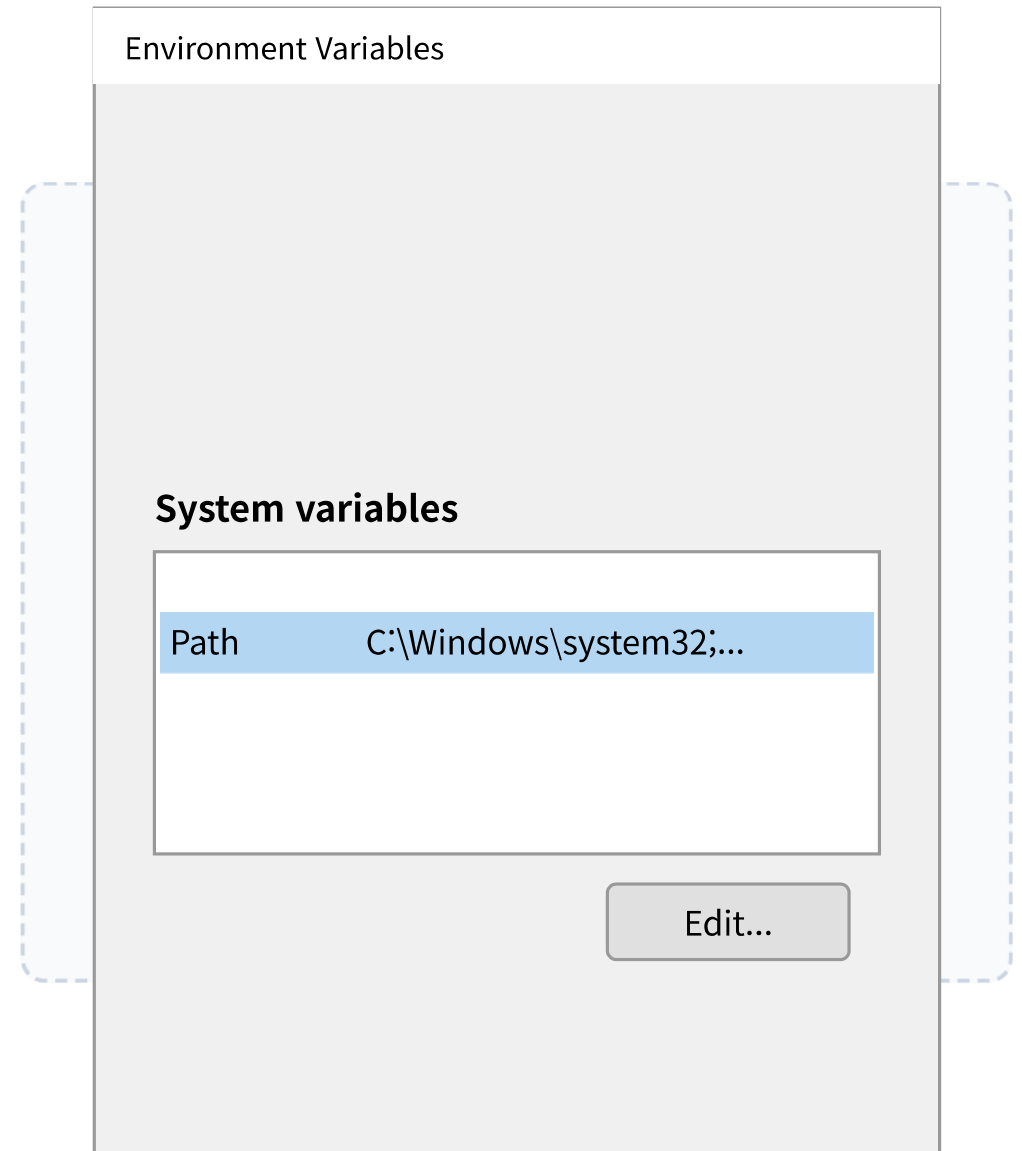 Environment Variables
System variables
Path C:\Windows\system32;...
Edit...